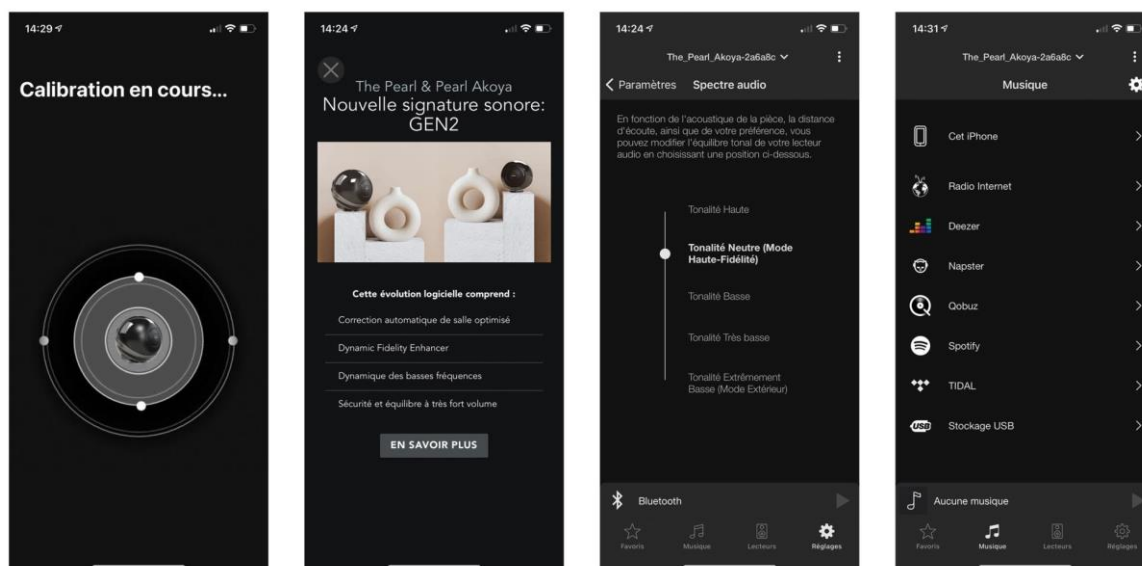 14:29
Calibration en cours...
14:24
The Pearl & Pearl Akoya
Nouvelle signature sonore:
GEN2
Cette évolution logicielle comprend :
Correction automatique de salle optimisé
Dynamic Fidelity Enhancer
Dynamique des basses fréquences
Sécurité et équilibre à très fort volume
EN SAVOIR PLUS
14:24
The_Pearl_Akoya-2a6a8c
Paramètres
Spectre audio
En fonction de l'acoustique de la pièce, la distance
d'écoute, ainsi que de votre préférence, vous
pouvez modifier l'équilibre tonal de votre lecteur
audio en choisissant une position ci-dessous.
Tonalité Haute
Tonalité Neutre (Mode
Haute-Fidélité)
Tonalité Basse
Tonalité Très basse
Tonalité Extrêmement
Basse (Mode Extérieur)
Bluetooth
Favoris
Musique
Lecteurs
Réglages
14:31
The_Pearl_Akoya-2a6a8c
Musique
Cet iPhone
Radio Internet
Deezer
Napster
Qobuz
Spotify
TIDAL
USB
Stockage USB
Aucune musique
Favoris
Musique
Lecteurs
Réglages